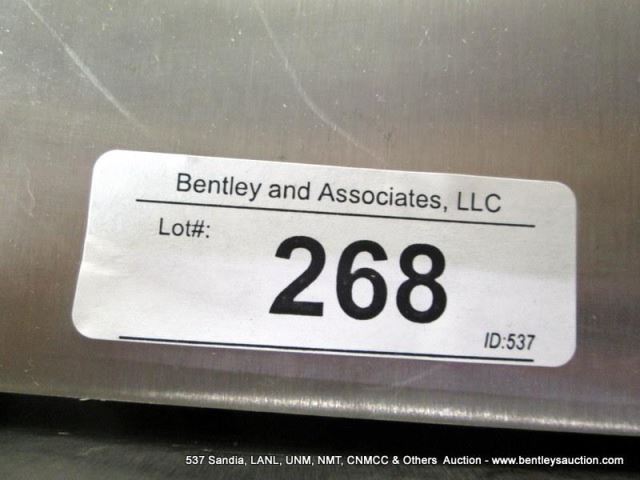 Bentley and Associates, LLC
Lot#:
268
ID:537
537 Sandia, LANL, UNM, NMT, CNMCC & Others Auction - www.bentleysauction.com